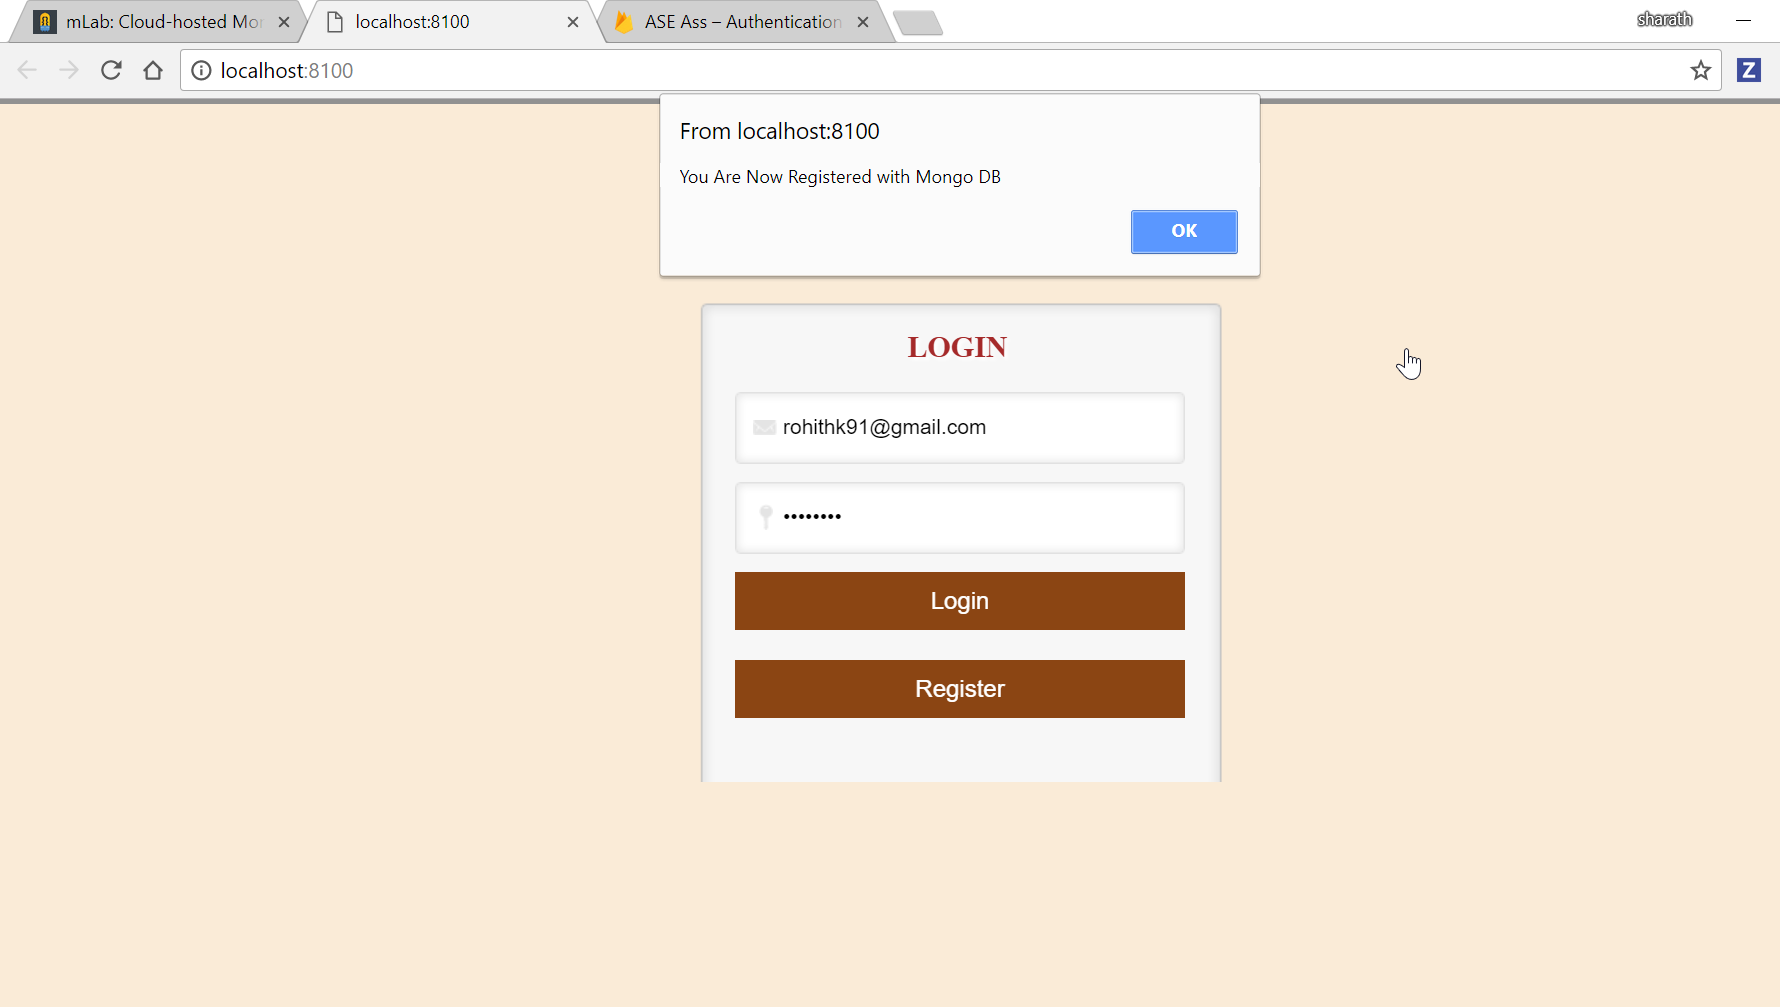 mLab: Cloud-hosted Mon
localhost:8100
ASE Ass – Authentication
sharath
localhost:8100
Z
From localhost:8100
You Are Now Registered with Mongo DB
OK
LOGIN
rohithk91@gmail.com
••••••••
Login
Register